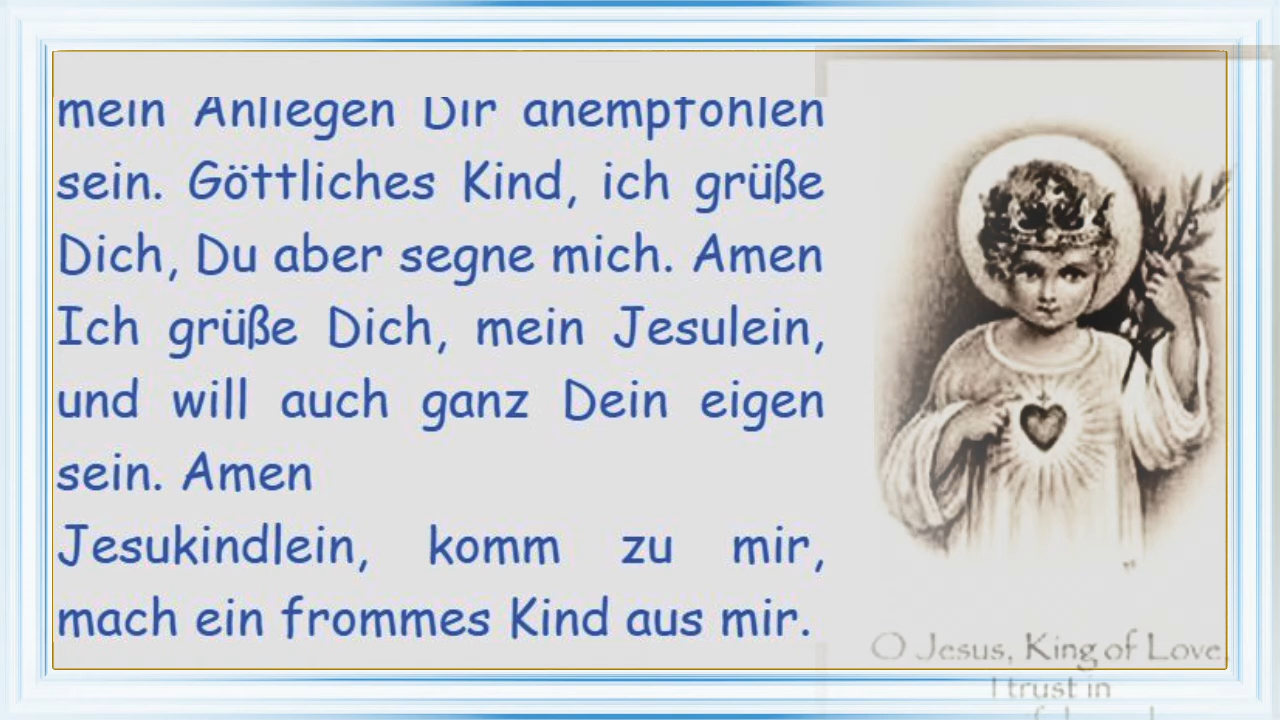 mein Anliegen Dir anempfohlen
sein. Göttliches Kind, ich grüße
Dich, Du aber segne mich. Amen
Ich grüße Dich, mein Jesulein,
und will auch ganz Dein eigen
sein. Amen
Jesukindlein, komm zu mir,
mach ein frommes Kind aus mir.
O Jesus, King of Love,
I trust in